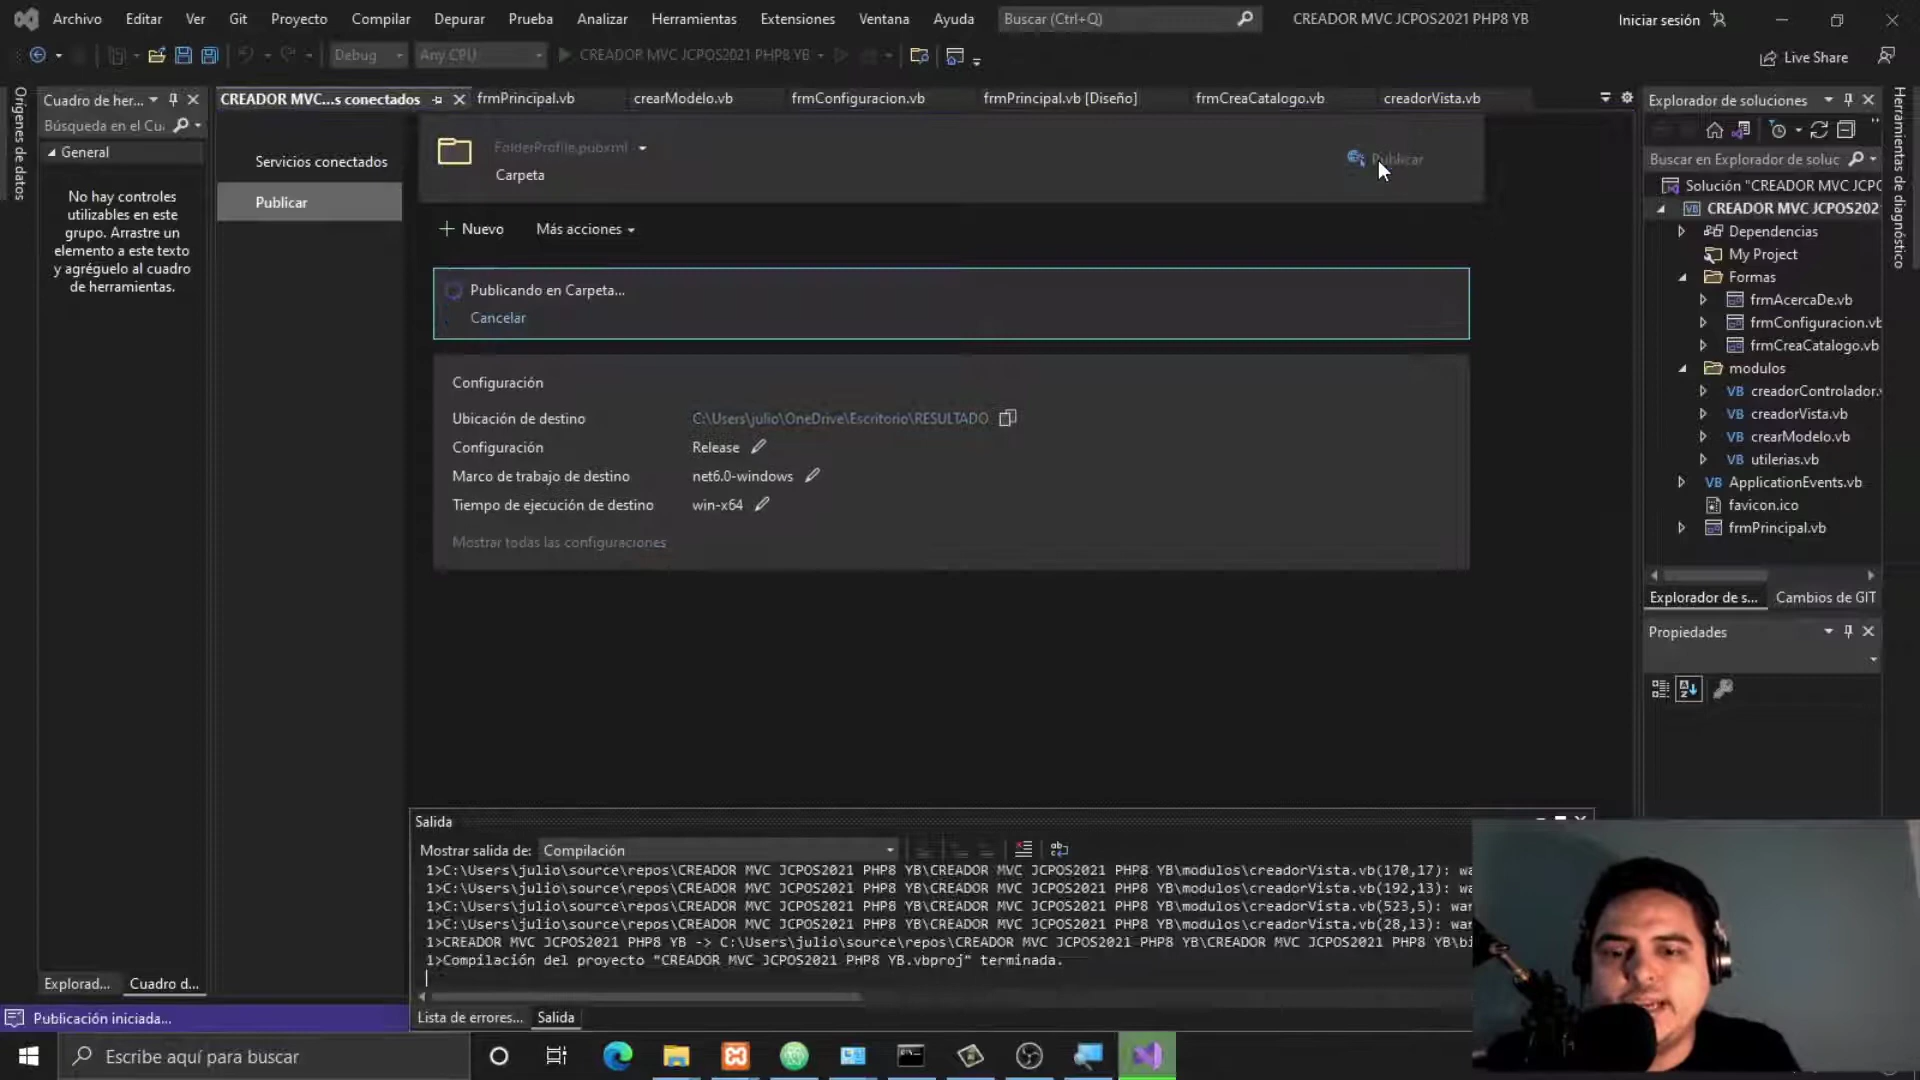 Archivo Editar Ver Git Proyecto Compilar Depurar Prueba Analizar Herramientas Extensiones Ventana Ayuda Buscar (Ctrl+Q) CREADOR MVC JCPOS2021 PHP8 YB Iniciar sesión
Debug Any CPU CREADOR MVC JCPOS2021 PHP8 YB Live Share
Orígenes de datos
Cuadro de her...
Búsqueda en el Cu
General
No hay controles
utilizables en este
grupo. Arrastre un
elemento a este texto
y agréguelo al cuadro
de herramientas.
Explorad... Cuadro d...
CREADOR MVC...s conectados frmPrincipal.vb crearModelo.vb frmConfiguracion.vb frmPrincipal.vb [Diseño] frmCreaCatalogo.vb creadorVista.vb
Servicios conectados
Publicar
FolderProfile.pubxml
Carpeta
Publicar
Nuevo Más acciones
Publicando en Carpeta...
Cancelar
Configuración
Ubicación de destino C:\Users\julio\OneDrive\Escritorio\RESULTADO
Configuración Release
Marco de trabajo de destino net6.0-windows
Tiempo de ejecución de destino win-x64
Mostrar todas las configuraciones
Salida
Mostrar salida de: Compilación
1>C:\Users\julio\source\repos\CREADOR MVC JCPOS2021 PHP8 YB\CREADOR MVC JCPOS2021 PHP8 YB\modulos\creadorVista.vb(170,17): wa
1>C:\Users\julio\source\repos\CREADOR MVC JCPOS2021 PHP8 YB\CREADOR MVC JCPOS2021 PHP8 YB\modulos\creadorVista.vb(192,13): wa
1>C:\Users\julio\source\repos\CREADOR MVC JCPOS2021 PHP8 YB\CREADOR MVC JCPOS2021 PHP8 YB\modulos\creadorVista.vb(523,5): war
1>C:\Users\julio\source\repos\CREADOR MVC JCPOS2021 PHP8 YB\CREADOR MVC JCPOS2021 PHP8 YB\modulos\creadorVista.vb(28,13): war
1>CREADOR MVC JCPOS2021 PHP8 YB -> C:\Users\julio\source\repos\CREADOR MVC JCPOS2021 PHP8 YB\CREADOR MVC JCPOS2021 PHP8 YB\bi
1>Compilación del proyecto "CREADOR MVC JCPOS2021 PHP8 YB.vbproj" terminada.
Lista de errores... Salida
Explorador de soluciones
Buscar en Explorador de soluc
Solución "CREADOR MVC JCPO
CREADOR MVC JCPOS202
Dependencias
My Project
Formas
frmAcercaDe.vb
frmConfiguracion.vb
frmCreaCatalogo.vb
modulos
creadorControlador.v
creadorVista.vb
crearModelo.vb
utilerias.vb
ApplicationEvents.vb
favicon.ico
frmPrincipal.vb
Explorador de s... Cambios de GIT
Propiedades
Herramientas de diagnóstico
Publicación iniciada...
Escribe aquí para buscar